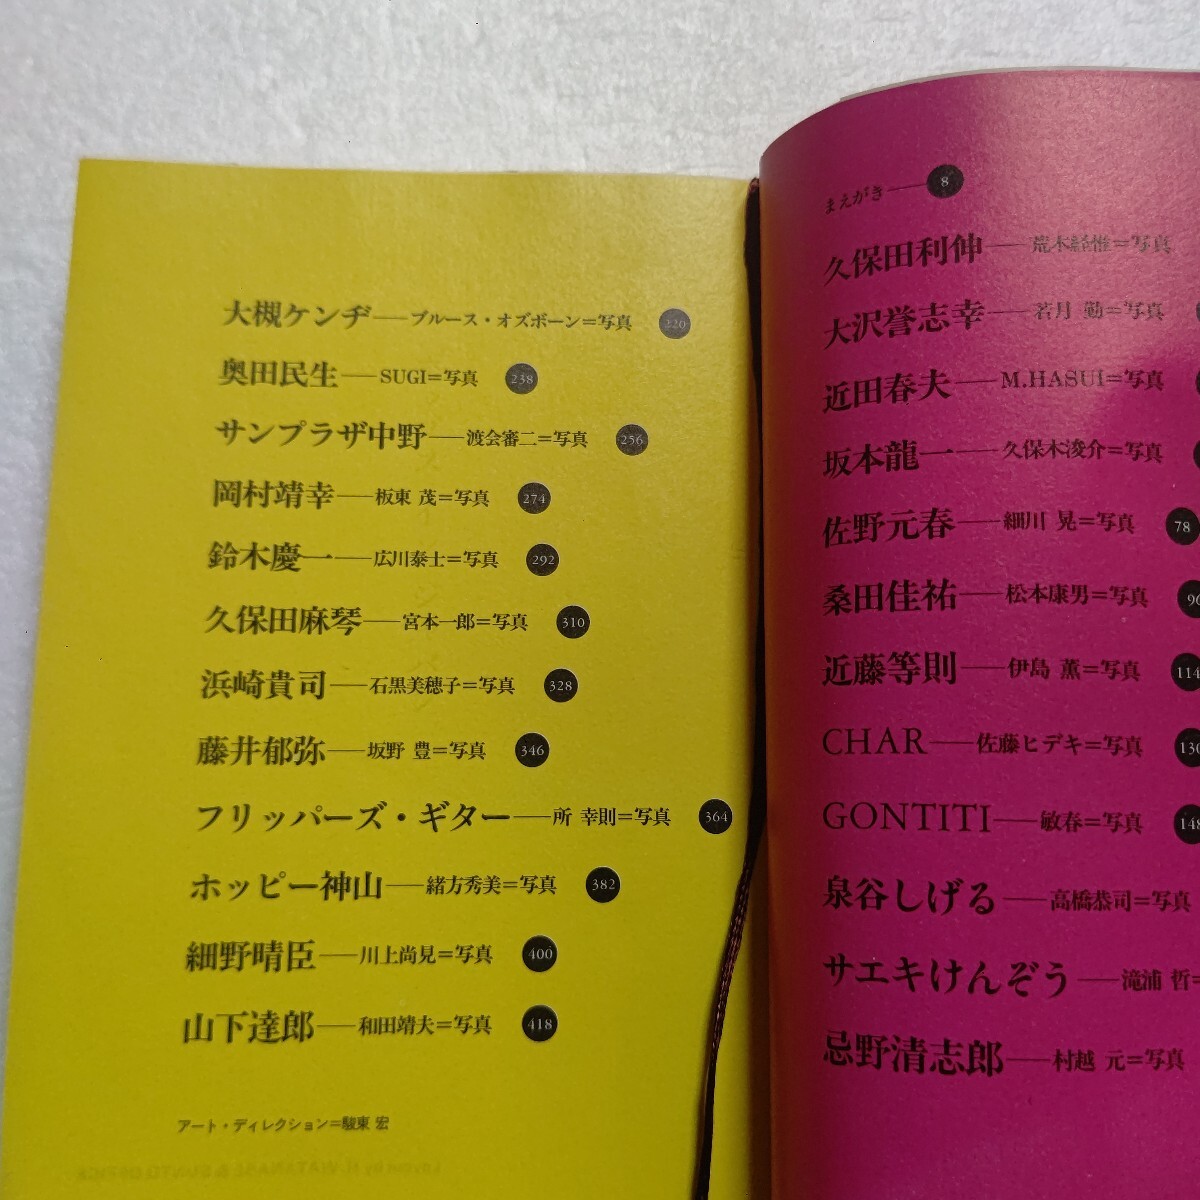 大槻ケンヂ──ブルース・オズボーン＝写真 220
奥田民生──SUGI＝写真 238
サンプラザ中野──渡会審二＝写真 256
岡村靖幸──板東 茂＝写真 274
鈴木慶一──広川泰士＝写真 292
久保田麻琴──宮本一郎＝写真 310
浜崎貴司──石黒美穂子＝写真 328
藤井郁弥──坂野 豊＝写真 346
フリッパーズ・ギター──所 幸則＝写真 364
ホッピー神山──緒方秀美＝写真 382
細野晴臣──川上尚見＝写真 400
山下達郎──和田靖夫＝写真 418
アート・ディレクション＝駿東 宏
まえがき──8
久保田利伸──荒木経惟＝写真
大沢誉志幸──若月 勤＝写真
近田春夫──M.HASUI＝写真
坂本龍一──久保木浚介＝写真
佐野元春──細川 晃＝写真 78
桑田佳祐──松本康男＝写真 96
近藤等則──伊島 薫＝写真 114
CHAR──佐藤ヒデキ＝写真 130
GONTITI──敏春＝写真 148
泉谷しげる──高橋恭司＝写真
サエキけんぞう──滝浦 哲＝
忌野清志郎──村越 元＝写真